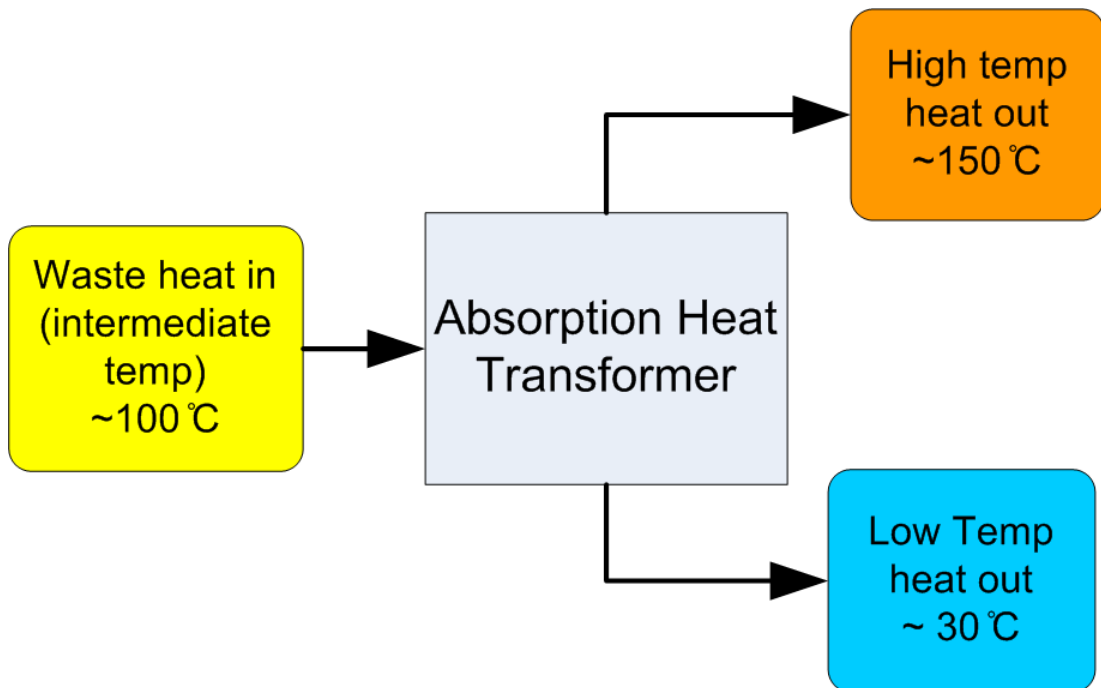 Waste heat in
(intermediate
temp)
~100℃
Absorption Heat
Transformer
High temp
heat out
~150℃
Low Temp
heat out
~ 30℃